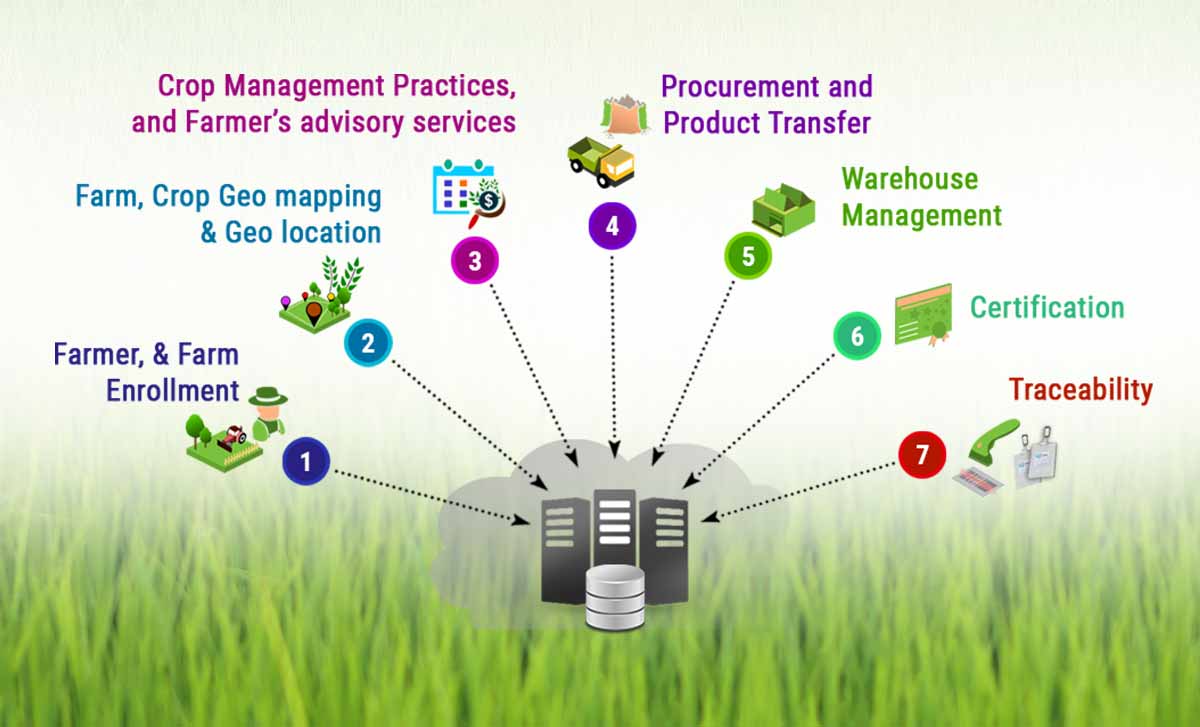 Crop Management Practices,
and Farmer's advisory services
Procurement and
Product Transfer
Farm, Crop Geo mapping
& Geo location
Warehouse
Management
Farmer, & Farm
Enrollment
Certification
Traceability
1
2
3
4
5
6
7
$